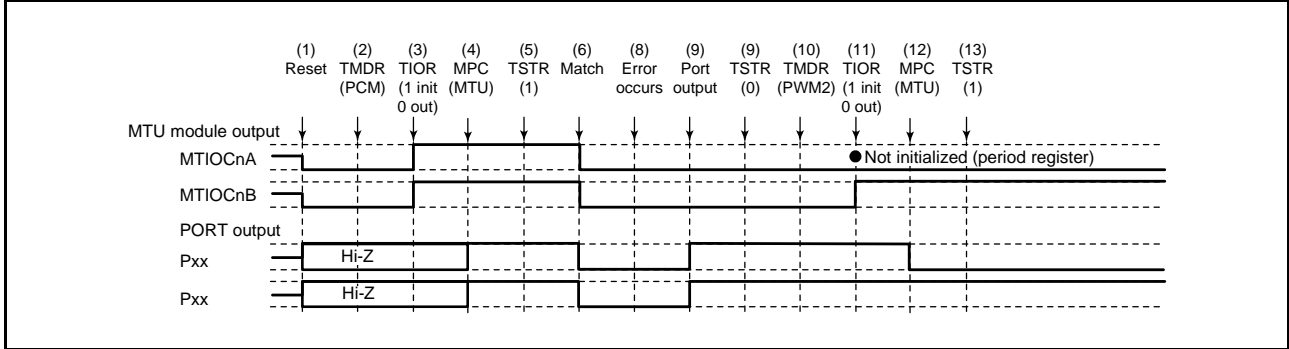 (1) (2) (3) (4) (5) (6) (8) (9) (9) (10) (11) (12) (13)
Reset TMDR TIOR MPC TSTR Match Error Port TSTR TMDR TIOR MPC TSTR
(PCM) (1 init (MTU) (1) occurs output (0) (PWM2) (1 init (MTU) (1)
0 out) 0 out)
MTU module output
MTIOCnA
Not initialized (period register)
MTIOCnB
PORT output
Pxx
Hi-Z
Pxx
Hi-Z